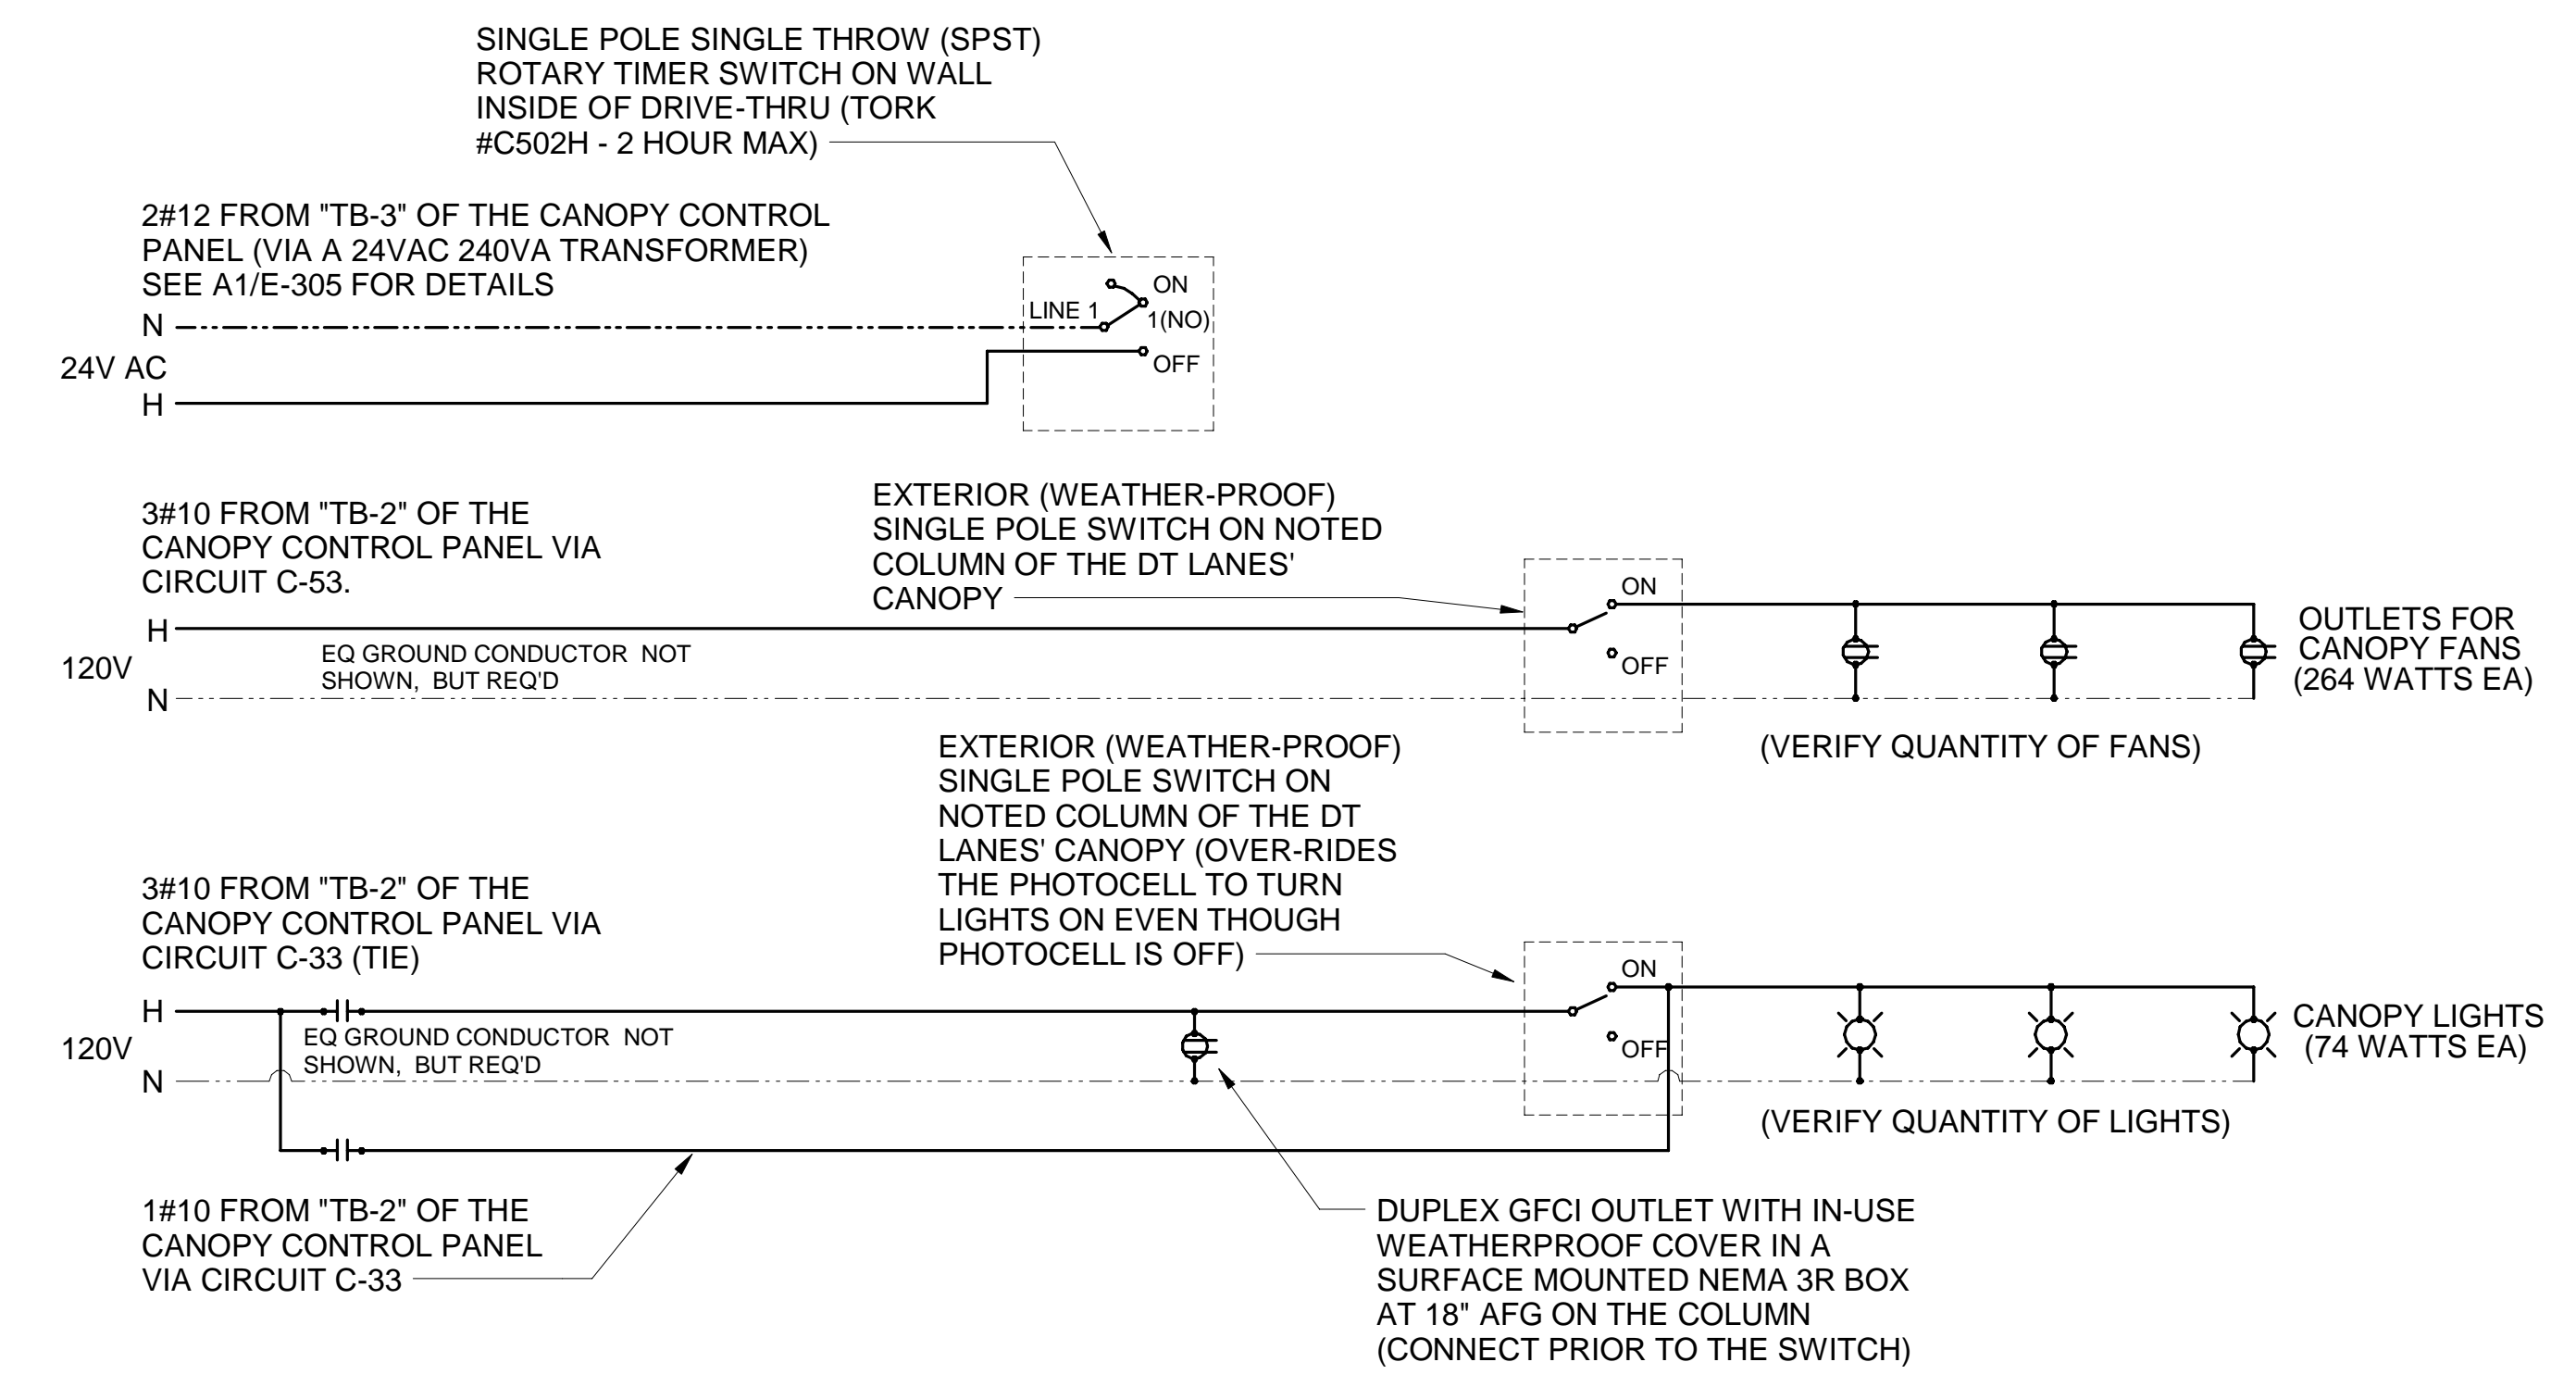 SINGLE POLE SINGLE THROW (SPST)
ROTARY TIMER SWITCH ON WALL
INSIDE OF DRIVE-THRU (TORK
#C502H - 2 HOUR MAX)
2#12 FROM "TB-3" OF THE CANOPY CONTROL
PANEL (VIA A 24VAC 240VA TRANSFORMER)
SEE A1/E-305 FOR DETAILS
N
24V AC
H
LINE 1
ON
1(NO)
OFF
3#10 FROM "TB-2" OF THE
CANOPY CONTROL PANEL VIA
CIRCUIT C-53.
H
120V
N
EQ GROUND CONDUCTOR NOT
SHOWN, BUT REQ'D
EXTERIOR (WEATHER-PROOF)
SINGLE POLE SWITCH ON NOTED
COLUMN OF THE DT LANES'
CANOPY
ON
OFF
OUTLETS FOR
CANOPY FANS
(264 WATTS EA)
(VERIFY QUANTITY OF FANS)
EXTERIOR (WEATHER-PROOF)
SINGLE POLE SWITCH ON
NOTED COLUMN OF THE DT
LANES' CANOPY (OVER-RIDES
THE PHOTOCELL TO TURN
LIGHTS ON EVEN THOUGH
PHOTOCELL IS OFF)
3#10 FROM "TB-2" OF THE
CANOPY CONTROL PANEL VIA
CIRCUIT C-33 (TIE)
H
120V
N
EQ GROUND CONDUCTOR NOT
SHOWN, BUT REQ'D
ON
OFF
CANOPY LIGHTS
(74 WATTS EA)
(VERIFY QUANTITY OF LIGHTS)
1#10 FROM "TB-2" OF THE
CANOPY CONTROL PANEL
VIA CIRCUIT C-33
DUPLEX GFCI OUTLET WITH IN-USE
WEATHERPROOF COVER IN A
SURFACE MOUNTED NEMA 3R BOX
AT 18" AFG ON THE COLUMN
(CONNECT PRIOR TO THE SWITCH)